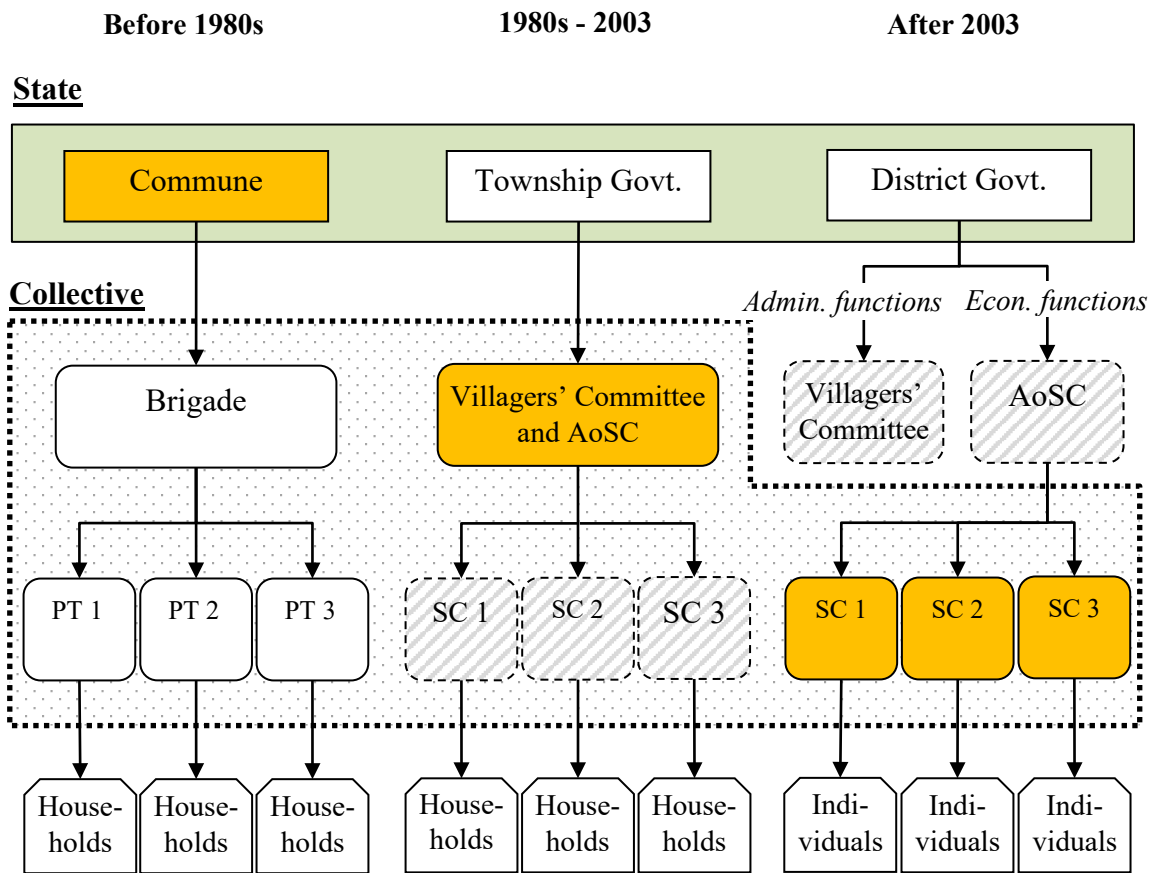 Before 1980s
1980s - 2003
After 2003
State
Commune
Township Govt.
District Govt.
Collective
Admin. functions
Econ. functions
Brigade
Villagers' Committee
and AoSC
Villagers'
Committee
AoSC
PT 1
PT 2
PT 3
SC 1
SC 2
SC 3
SC 1
SC 2
SC 3
House-
holds
House-
holds
House-
holds
House-
holds
House-
holds
House-
holds
Indi-
viduals
Indi-
viduals
Indi-
viduals